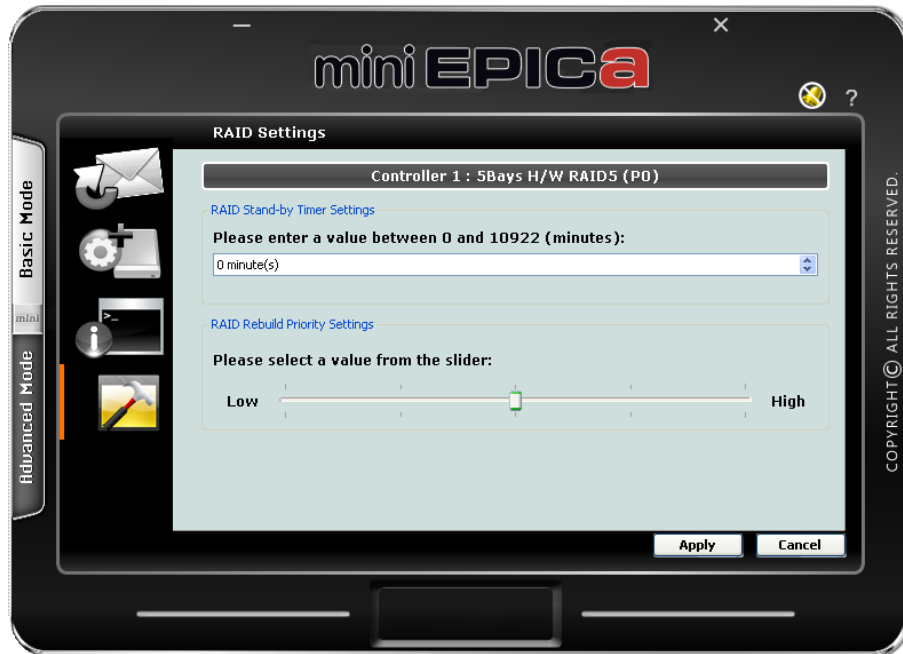 mini EPICa
?
RAID Settings
Controller 1 : 5Bays H/W RAID5 (P0)
RAID Stand-by Timer Settings
Please enter a value between 0 and 10922 (minutes):
0 minute(s)
RAID Rebuild Priority Settings
Please select a value from the slider:
Low
High
Apply
Cancel
Basic Mode
mini
Advanced Mode
>_
i
COPYRIGHT© ALL RIGHTS RESERVED.